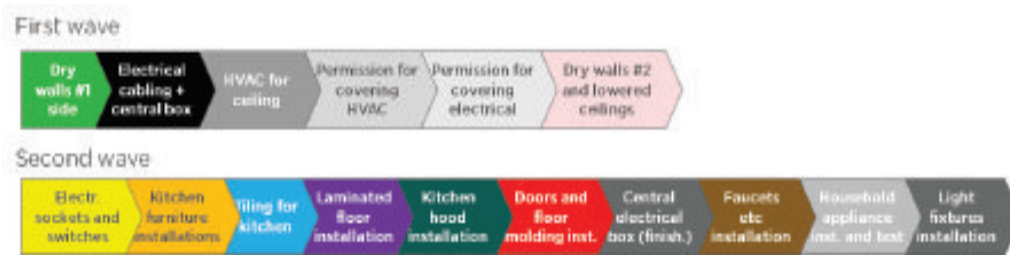 First wave
Dry
walls #1
side
Electrical
cabling +
central box
HVAC for
ceiling
Permission for
covering
HVAC
Permission for
covering
electrical
Dry walls #2
and lowered
ceilings
Second wave
Electr.
sockets and
switches
Kitchen
furniture
installations
Tiling for
kitchen
Laminated
floor
installation
Kitchen
hood
installation
Doors and
floor
molding inst.
Central
electrical
box (finish.)
Faucets
etc
installation
Household
appliance
inst. and test
Light
fixtures
installation